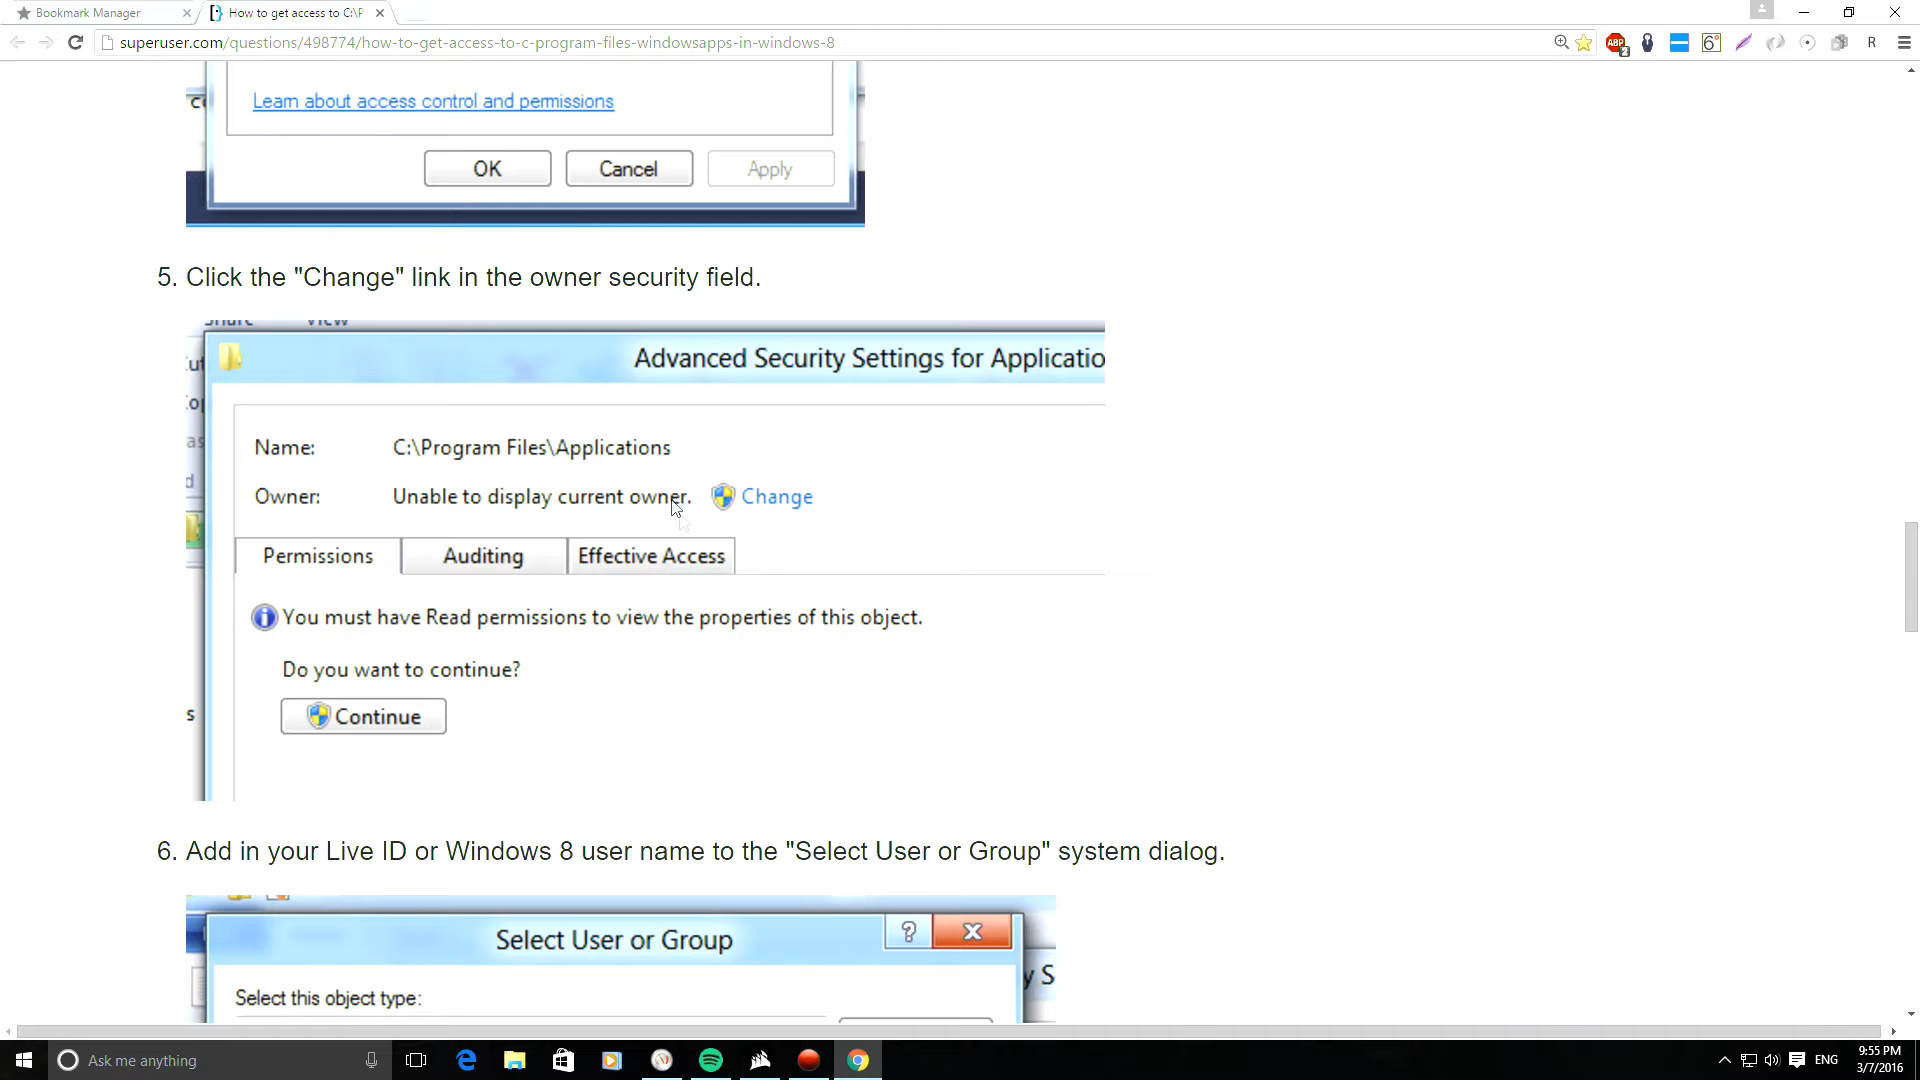 Bookmark Manager
How to get access to C:\P
superuser.com/questions/498774/how-to-get-access-to-c-program-files-windowsapps-in-windows-8
ABP
2
6°
R
Learn about access control and permissions
OK
Cancel
Apply
5. Click the "Change" link in the owner security field.
Advanced Security Settings for Applicatio
Name:
C:\Program Files\Applications
Owner:
Unable to display current owner.
Change
Permissions
Auditing
Effective Access
You must have Read permissions to view the properties of this object.
Do you want to continue?
Continue
6. Add in your Live ID or Windows 8 user name to the "Select User or Group" system dialog.
Select User or Group
?
y S
Select this object type:
Ask me anything
ENG
9:55 PM
3/7/2016